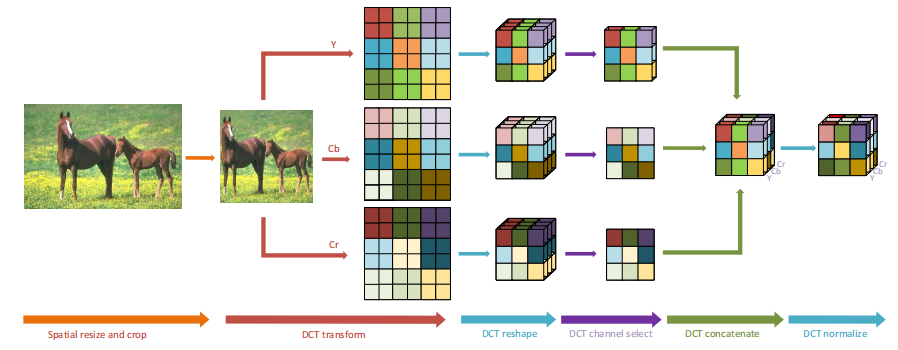 Y
Cb
Cr
Cr
Cb
Y
Cr
Cb
Y
Spatial resize and crop
DCT transform
DCT reshape
DCT channel select
DCT concatenate
DCT normalize